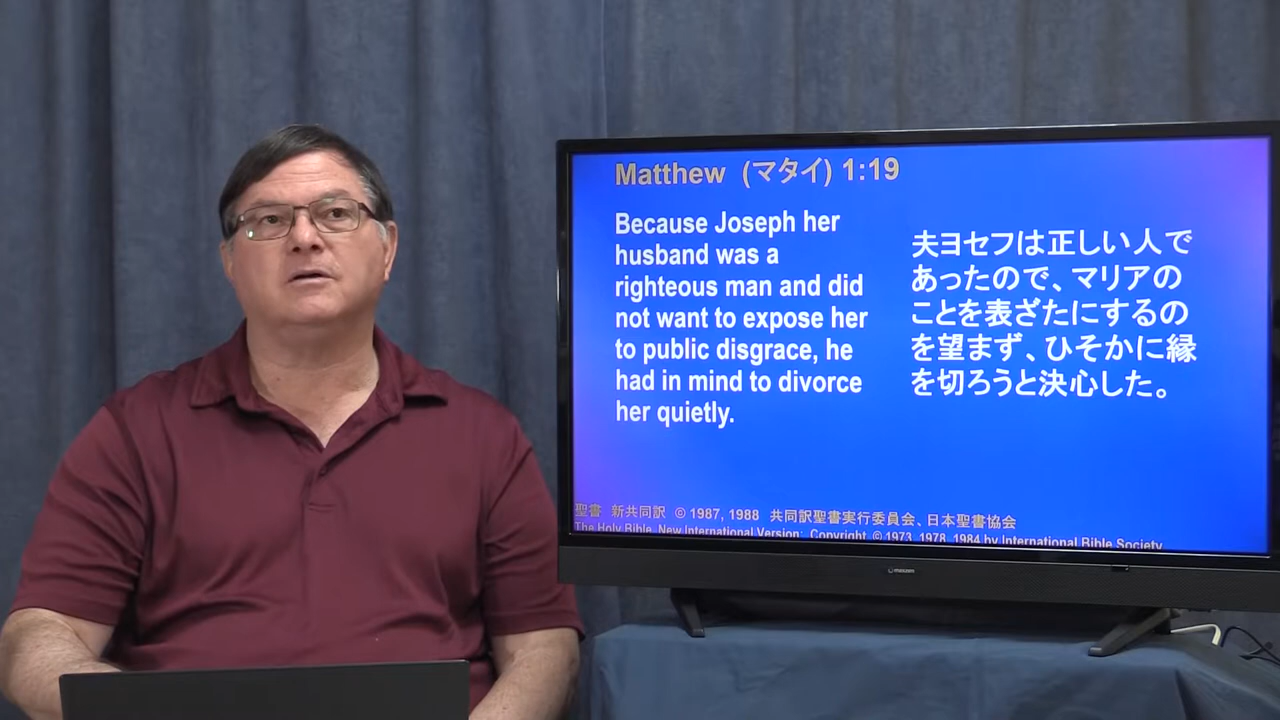 Matthew (マタイ) 1:19
Because Joseph her
husband was a
righteous man and did
not want to expose her
to public disgrace, he
had in mind to divorce
her quietly.
夫ヨセフは正しい人で
あったので、マリアの
ことを表ざたにするの
を望まず、ひそかに縁
を切ろうと決心した。
聖書 新共同訳 © 1987, 1988 共同訳聖書実行委員会、日本聖書協会
The Holy Bible, New International Version; Copyright © 1973, 1978, 1984 by International Bible Society